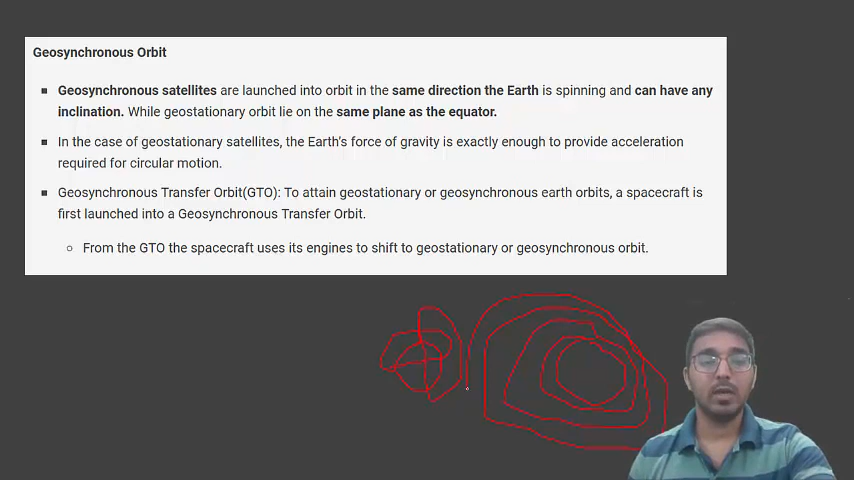 Geosynchronous Orbit
Geosynchronous satellites are launched into orbit in the same direction the Earth is spinning and can have any
inclination. While geostationary orbit lie on the same plane as the equator.
In the case of geostationary satellites, the Earth's force of gravity is exactly enough to provide acceleration
required for circular motion.
Geosynchronous Transfer Orbit(GTO): To attain geostationary or geosynchronous earth orbits, a spacecraft is
first launched into a Geosynchronous Transfer Orbit.
From the GTO the spacecraft uses its engines to shift to geostationary or geosynchronous orbit.